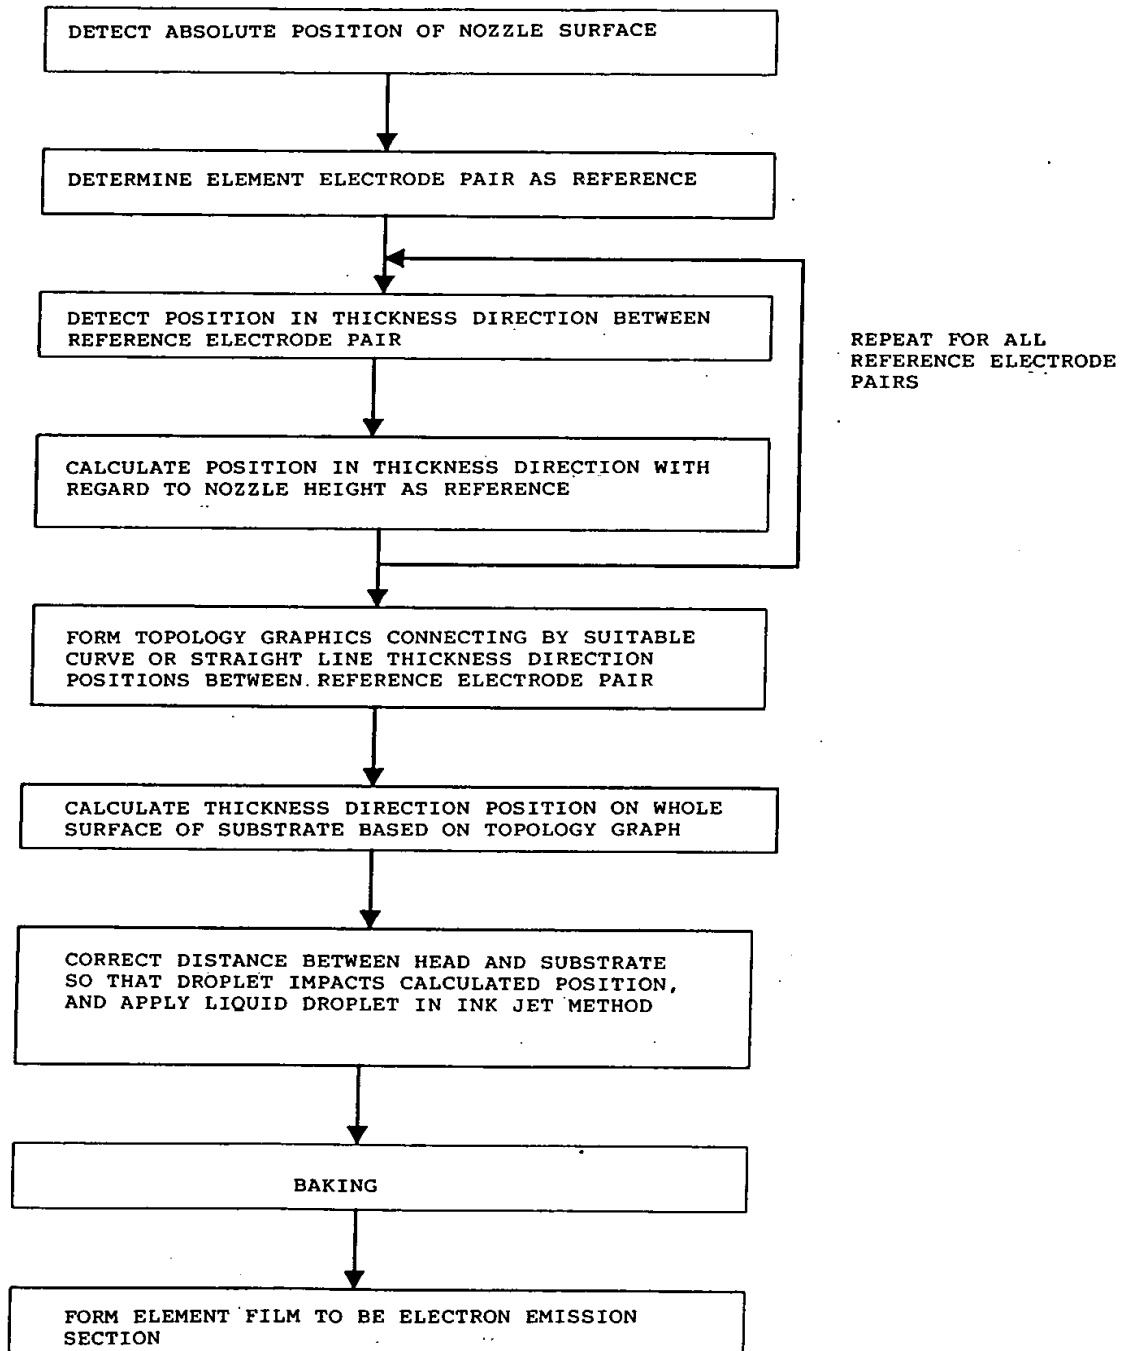 DETECT ABSOLUTE POSITION OF NOZZLE SURFACE
DETERMINE ELEMENT ELECTRODE PAIR AS REFERENCE
DETECT POSITION IN THICKNESS DIRECTION BETWEEN
REFERENCE ELECTRODE PAIR
REPEAT FOR ALL
REFERENCE ELECTRODE
PAIRS
CALCULATE POSITION IN THICKNESS DIRECTION WITH
REGARD TO NOZZLE HEIGHT AS REFERENCE
FORM TOPOLOGY GRAPHICS CONNECTING BY SUITABLE
CURVE OR STRAIGHT LINE THICKNESS DIRECTION
POSITIONS BETWEEN REFERENCE ELECTRODE PAIR
CALCULATE THICKNESS DIRECTION POSITION ON WHOLE
SURFACE OF SUBSTRATE BASED ON TOPOLOGY GRAPH
CORRECT DISTANCE BETWEEN HEAD AND SUBSTRATE
SO THAT DROPLET IMPACTS CALCULATED POSITION,
AND APPLY LIQUID DROPLET IN INK JET METHOD
BAKING
FORM ELEMENT FILM TO BE ELECTRON EMISSION
SECTION